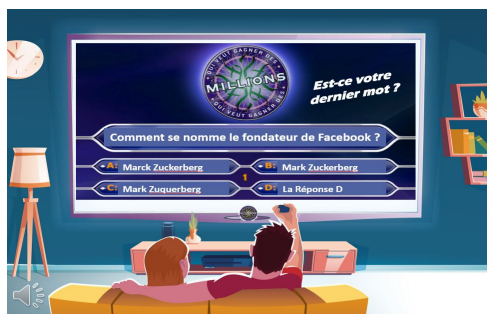 QUI VEUT GAGNER DES
MILLIONS
QUI VEUT GAGNER DES
Est-ce votre
dernier mot ?
Comment se nomme le fondateur de Facebook ?
A: Marck Zuckerberg
B: Mark Zuckerberg
1
C: Mark Zuquerberg
D: La Réponse D